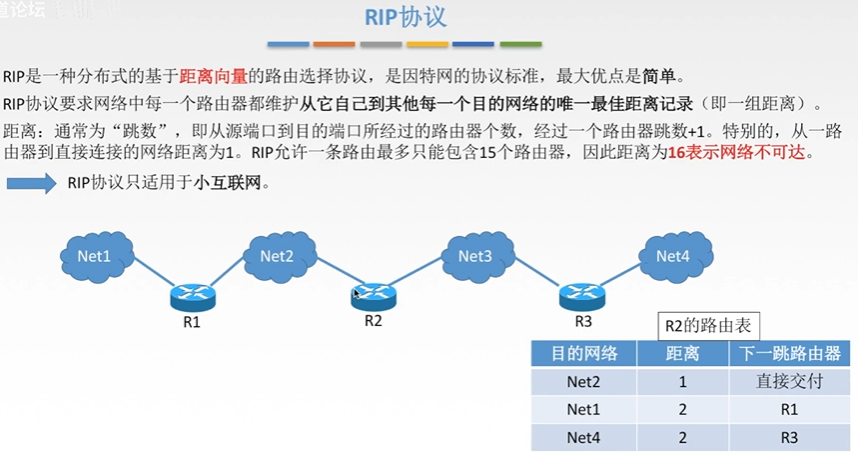 道论坛
RIP协议
RIP是一种分布式的基于距离向量的路由选择协议，是因特网的协议标准，最大优点是简单。
RIP协议要求网络中每一个路由器都维护从它自己到其他每一个目的网络的唯一最佳距离记录（即一组距离）。
距离：通常为“跳数”，即从源端口到目的端口所经过的路由器个数，经过一个路由器跳数+1。特别的，从一路
由器到直接连接的网络距离为1。RIP允许一条路由最多只能包含15个路由器，因此距离为16表示网络不可达。
RIP协议只适用于小互联网。
Net1 Net2 Net3 Net4
R1 R2 R3
R2的路由表
目的网络 距离 下一跳路由器
Net2 1 直接交付
Net1 2 R1
Net4 2 R3